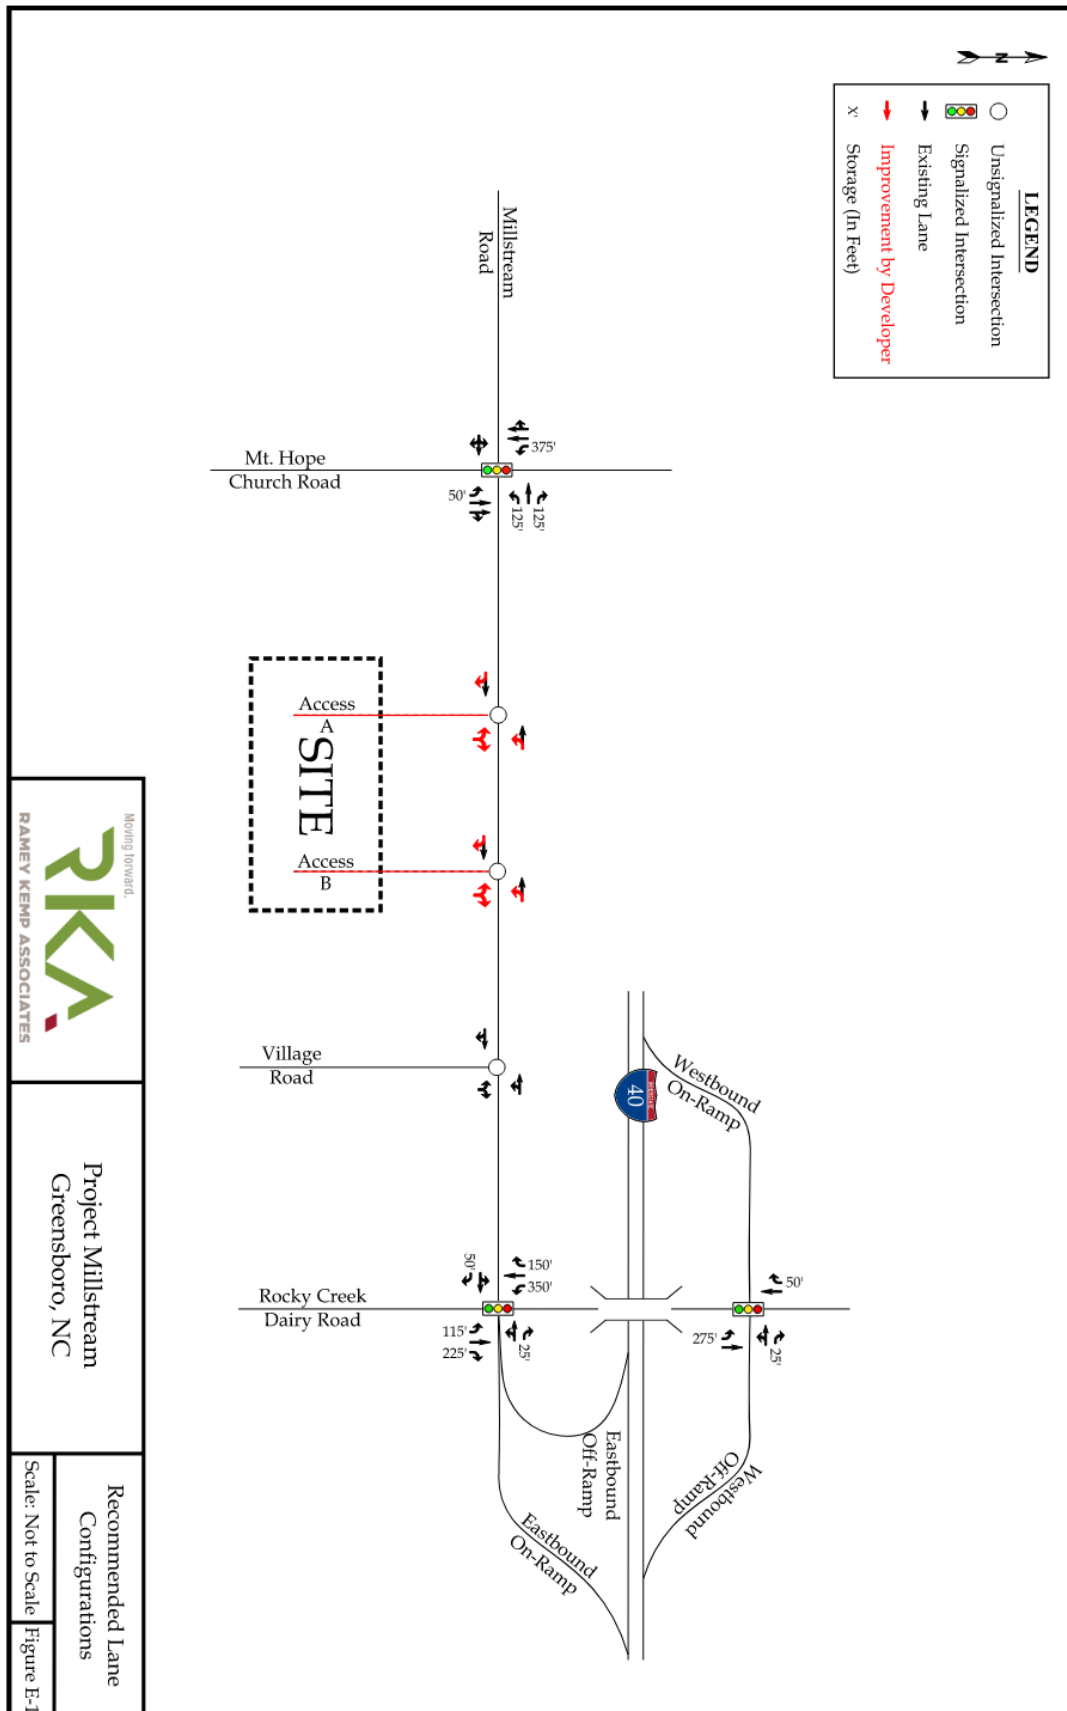 N
LEGEND
Unsignalized Intersection
Signalized Intersection
Existing Lane
Improvement by Developer
X' Storage (In Feet)
Millstream
Road
Mt. Hope
Church Road
375'
50'
125'
125'
Access
A
SITE
Access
B
Village
Road
INTERSTATE
40
Westbound
On-Ramp
Rocky Creek
Dairy Road
50'
150'
350'
115'
225'
25'
50'
275'
25'
Eastbound
Off-Ramp
Westbound
Off-Ramp
Eastbound
On-Ramp
Moving forward.
RKA
RAMEY KEMP ASSOCIATES
Project Millstream
Greensboro, NC
Recommended Lane
Configurations
Scale: Not to Scale
Figure E-1